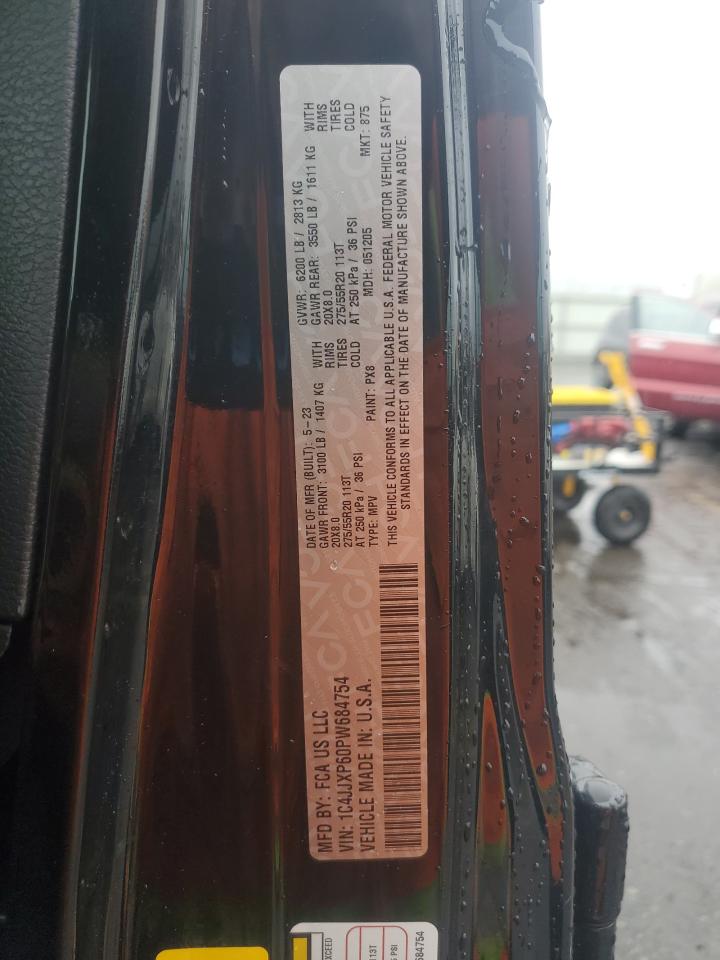 MFD BY: FCA US LLC
VIN: 1C4JJXP60PW684754
VEHICLE MADE IN: U.S.A.
DATE OF MFR (BUILT): 5-23
GAWR FRONT: 3100 LB / 1407 KG WITH
20X8.0 RIMS
275/55R20 113T TIRES
AT 250 kPa / 36 PSI COLD
TYPE: MPV PAINT: PX8
GVWR: 6200 LB / 2813 KG
GAWR REAR: 3550 LB / 1611 KG WITH
20X8.0 RIMS
275/55R20 113T TIRES
AT 250 kPa / 36 PSI COLD
MDH: 051205 MKT: 875
THIS VEHICLE CONFORMS TO ALL APPLICABLE U.S.A. FEDERAL MOTOR VEHICLE SAFETY
STANDARDS IN EFFECT ON THE DATE OF MANUFACTURE SHOWN ABOVE.
EXCEED
113T
PSI
684754